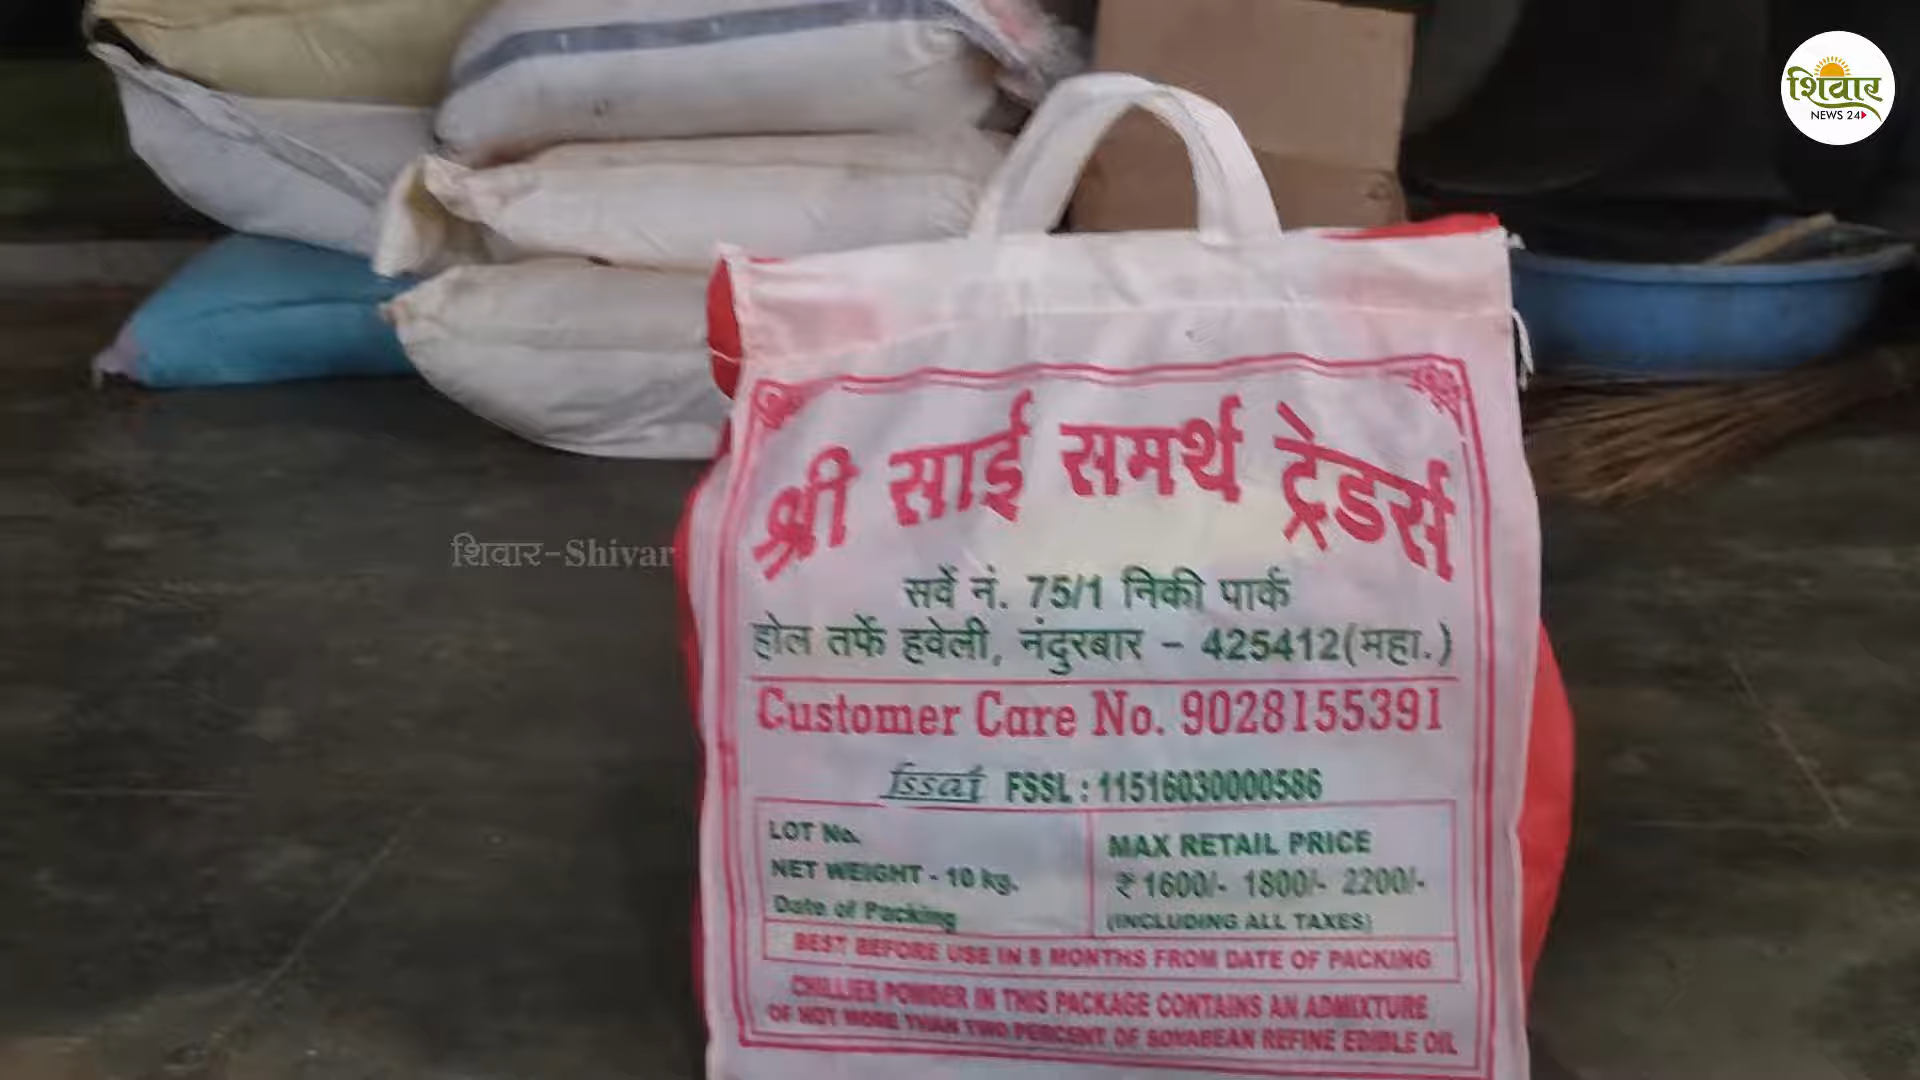 शिवार
NEWS 24
श्री साई समर्थ ट्रेडर्स
सर्वे नं. 75/1 निकी पार्क
होल तर्फे हवेली, नंदुरबार - 425412(महा.)
शिवार-Shivar
Customer Care No. 9028155391
fssai FSSL : 11516030000586
LOT No.
NET WEIGHT - 10 kg.
Date of Packing
MAX RETAIL PRICE
₹ 1600/- 1800/- 2200/-
(INCLUDING ALL TAXES)
BEST BEFORE USE IN 8 MONTHS FROM DATE OF PACKING
CHILLIES POWDER IN THIS PACKAGE CONTAINS AN ADMIXTURE
OF NOT MORE THAN TWO PERCENT OF SOYABEAN REFINE EDIBLE OIL